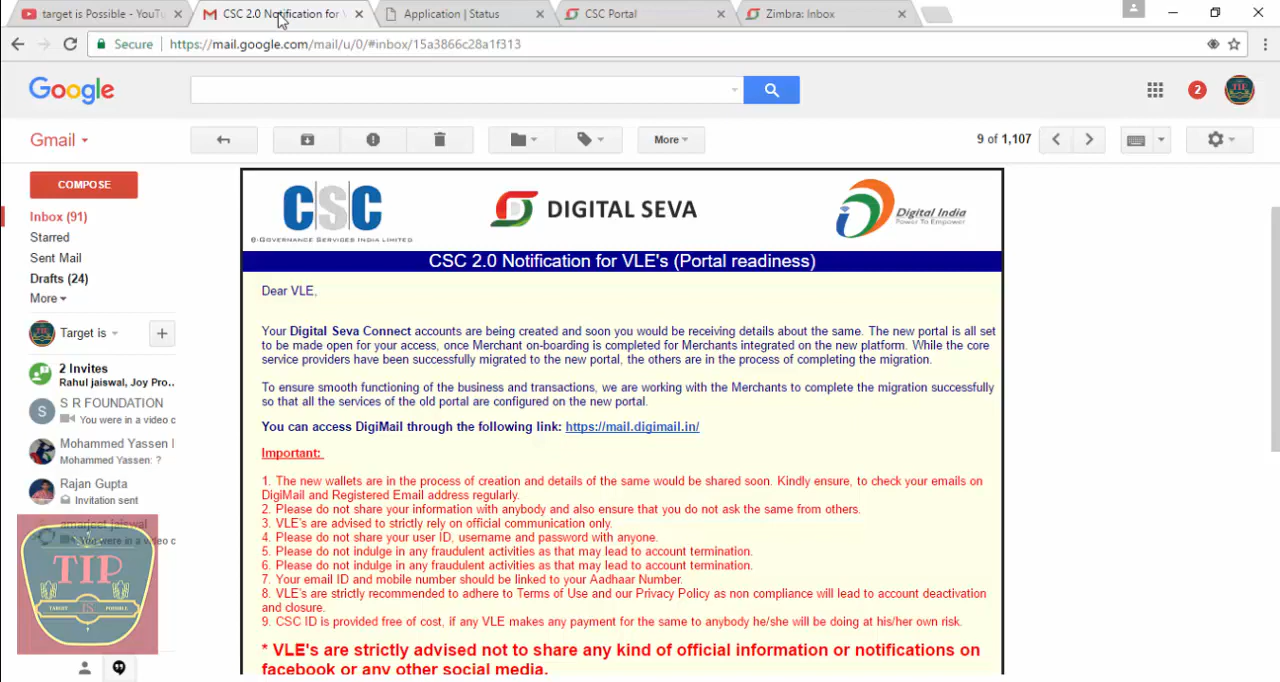 target is Possible - YouTu
CSC 2.0 Notification for V
Application | Status
CSC Portal
Zimbra: Inbox
Secure
https://mail.google.com/mail/u/0/#inbox/15a3866c28a1f313
Google
2
TIP
Gmail
More
9 of 1,107
COMPOSE
Inbox (91)
Starred
Sent Mail
Drafts (24)
More
Target is
2 Invites
Rahul jaiswal, Joy Pro...
S
S R FOUNDATION
You were in a video c
Mohammed Yassen I
Mohammed Yassen: ?
Rajan Gupta
Invitation sent
amarjeet jaiswal
You were in a video c
TIP
TARGET IS POSSIBLE
CSC
e-Governance Services India Limited
DIGITAL SEVA
Digital India
Power To Empower
CSC 2.0 Notification for VLE's (Portal readiness)
Dear VLE,
Your Digital Seva Connect accounts are being created and soon you would be receiving details about the same. The new portal is all set
to be made open for your access, once Merchant on-boarding is completed for Merchants integrated on the new platform. While the core
service providers have been successfully migrated to the new portal, the others are in the process of completing the migration.
To ensure smooth functioning of the business and transactions, we are working with the Merchants to complete the migration successfully
so that all the services of the old portal are configured on the new portal.
You can access DigiMail through the following link: https://mail.digimail.in/
Important:
1. The new wallets are in the process of creation and details of the same would be shared soon. Kindly ensure, to check your emails on
DigiMail and Registered Email address regularly.
2. Please do not share your information with anybody and also ensure that you do not ask the same from others.
3. VLE's are advised to strictly rely on official communication only.
4. Please do not share your user ID, username and password with anyone.
5. Please do not indulge in any fraudulent activities as that may lead to account termination.
6. Please do not indulge in any fraudulent activities as that may lead to account termination.
7. Your email ID and mobile number should be linked to your Aadhaar Number.
8. VLE's are strictly recommended to adhere to Terms of Use and our Privacy Policy as non compliance will lead to account deactivation
and closure.
9. CSC ID is provided free of cost, if any VLE makes any payment for the same to anybody he/she will be doing at his/her own risk.
* VLE's are strictly advised not to share any kind of official information or notifications on
facebook or any other social media.